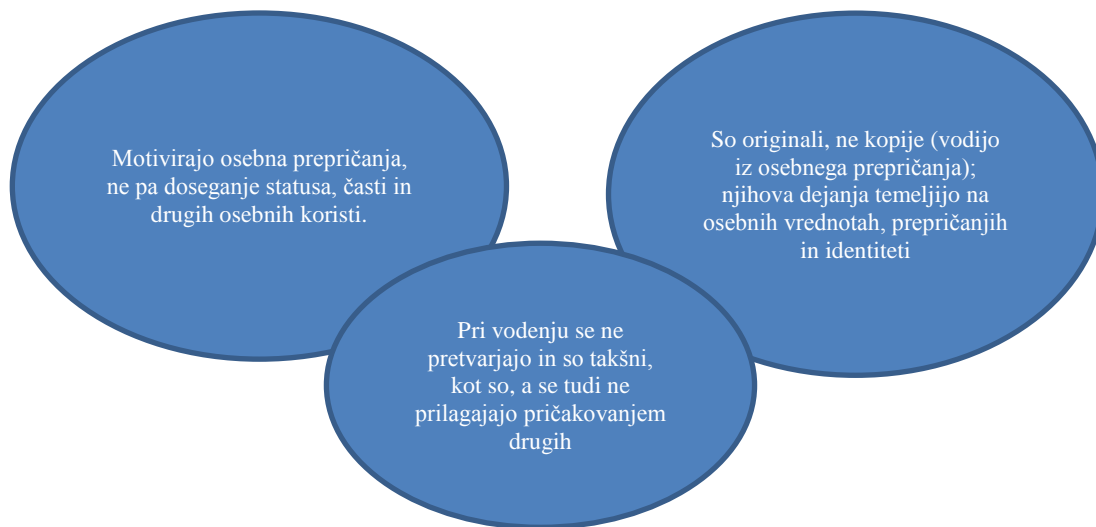 Motivirajo osebna prepričanja,
ne pa doseganje statusa, časti in
drugih osebnih koristi.
So originali, ne kopije (vodijo
iz osebnega prepričanja);
njihova dejanja temeljijo na
osebnih vrednotah, prepričanjih
in identiteti
Pri vodenju se ne
pretvarjajo in so takšni,
kot so, a se tudi ne
prilagajajo pričakovanjem
drugih